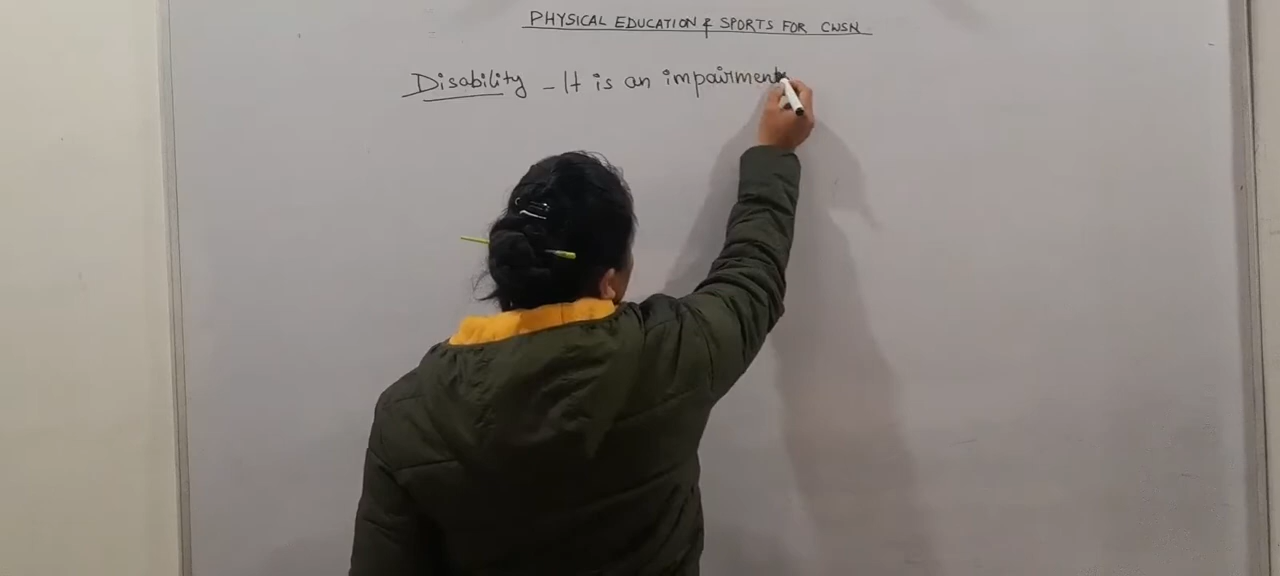 PHYSICAL EDUCATION & SPORTS FOR CWSN
Disability - It is an impairment